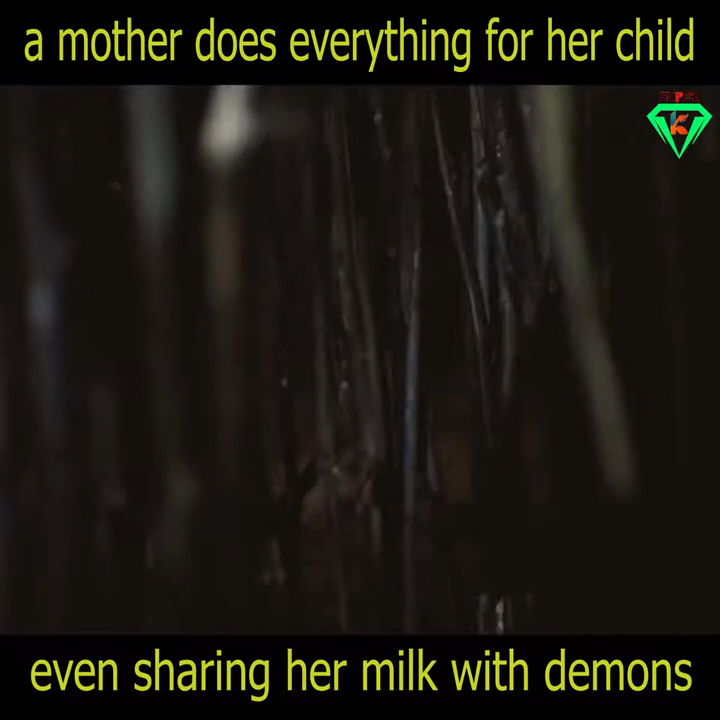 a mother does everything for her child
K
even sharing her milk with demons